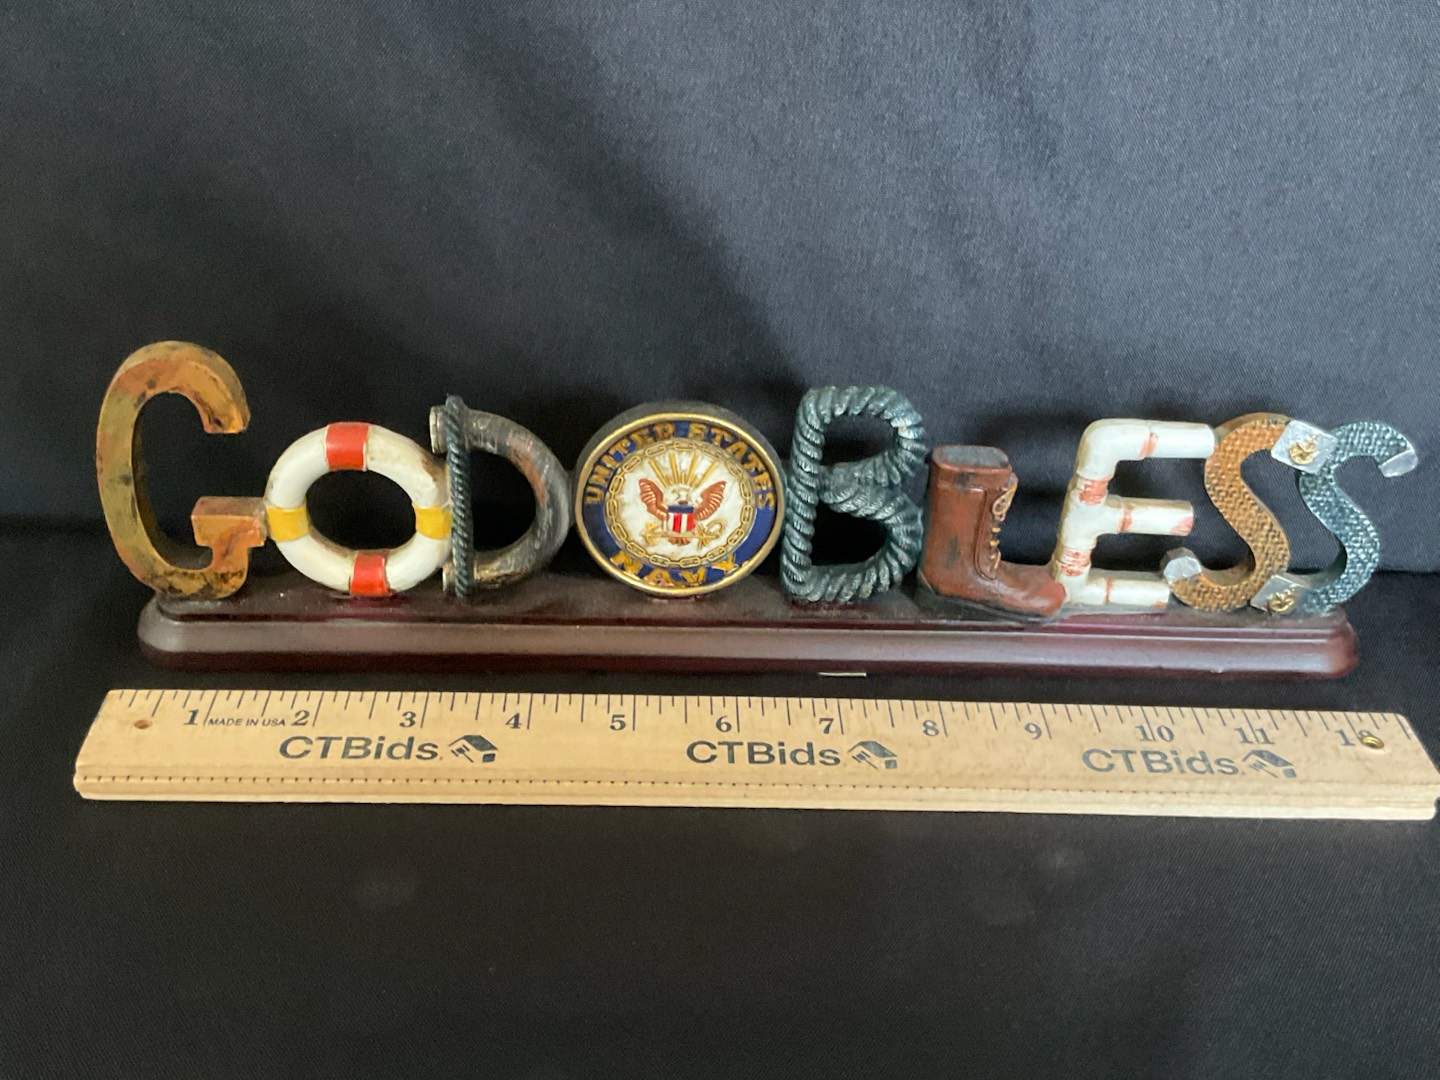 GOD BLESS
UNITED STATES
NAVY
1 MADE IN USA 2 3 4 5 6 7 8 9 10 11 12
CTBids CTBids CTBids